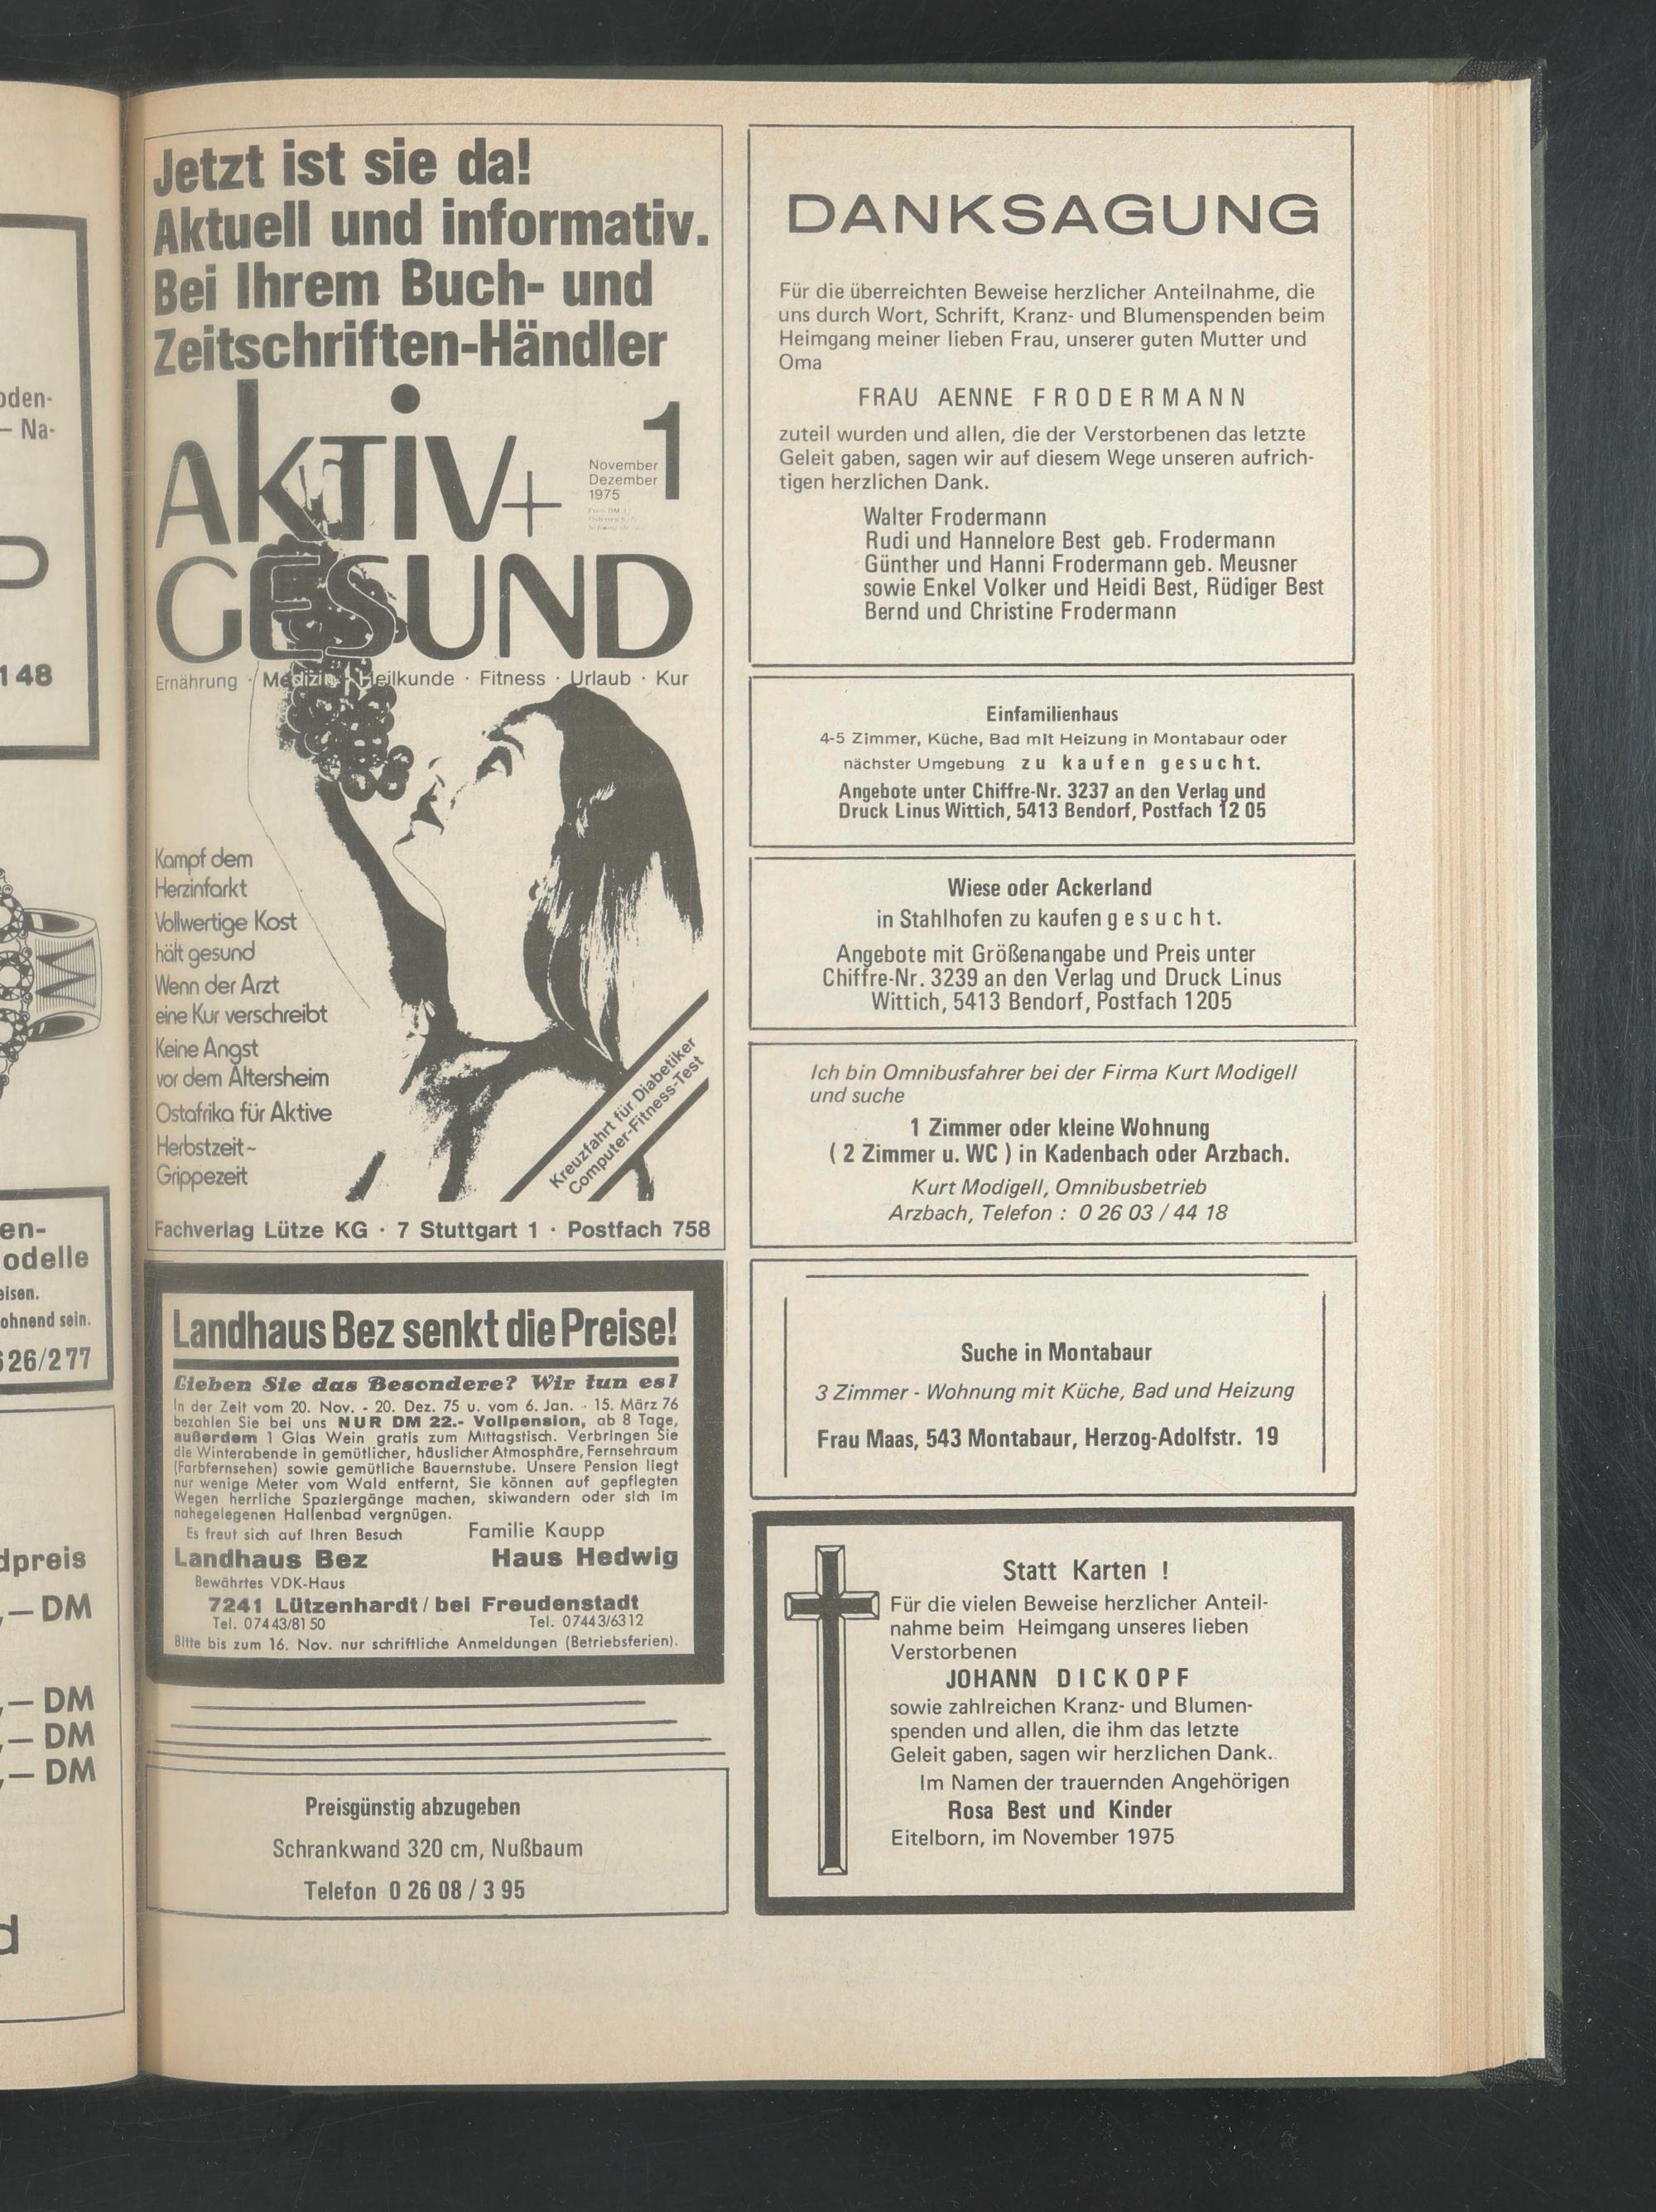 oden-
– Na-
148
en-
odelle
eisen.
ohnend sein.
626/277
dpreis
,– DM
,– DM
,– DM
,– DM
d
Jetzt ist sie da!
Aktuell und informativ.
Bei Ihrem Buch- und
Zeitschriften-Händler
AKTiV+
GESUND
1
November
Dezember
1975
Ernährung · Medizin · Heilkunde · Fitness · Urlaub · Kur
Kampf dem
Herzinfarkt
Vollwertige Kost
hält gesund
Wenn der Arzt
eine Kur verschreibt
Keine Angst
vor dem Altersheim
Ostafrika für Aktive
Herbstzeit~
Grippezeit
Kreuzfahrt für Diabetiker
Computer-Fitness-Test
Fachverlag Lütze KG · 7 Stuttgart 1 · Postfach 758
Landhaus Bez senkt die Preise!
Lieben Sie das Besondere? Wir tun es!
In der Zeit vom 20. Nov. - 20. Dez. 75 u. vom 6. Jan. - 15. März 76
bezahlen Sie bei uns NUR DM 22.- Vollpension, ab 8 Tage,
außerdem 1 Glas Wein gratis zum Mittagstisch. Verbringen Sie
die Winterabende in gemütlicher, häuslicher Atmosphäre, Fernsehraum
(Farbfernsehen) sowie gemütliche Bauernstube. Unsere Pension liegt
nur wenige Meter vom Wald entfernt, Sie können auf gepflegten
Wegen herrliche Spaziergänge machen, skiwandern oder sich im
nahegelegenen Hallenbad vergnügen.
Es freut sich auf Ihren Besuch Familie Kaupp
Landhaus Bez Haus Hedwig
Bewährtes VDK-Haus
7241 Lützenhardt / bei Freudenstadt
Tel. 07443/81 50 Tel. 07443/6312
Bitte bis zum 16. Nov. nur schriftliche Anmeldungen (Betriebsferien).
Preisgünstig abzugeben
Schrankwand 320 cm, Nußbaum
Telefon 0 26 08 / 3 95
DANKSAGUNG
Für die überreichten Beweise herzlicher Anteilnahme, die
uns durch Wort, Schrift, Kranz- und Blumenspenden beim
Heimgang meiner lieben Frau, unserer guten Mutter und
Oma
FRAU AENNE FRODERMANN
zuteil wurden und allen, die der Verstorbenen das letzte
Geleit gaben, sagen wir auf diesem Wege unseren aufrich-
tigen herzlichen Dank.
Walter Frodermann
Rudi und Hannelore Best geb. Frodermann
Günther und Hanni Frodermann geb. Meusner
sowie Enkel Volker und Heidi Best, Rüdiger Best
Bernd und Christine Frodermann
Einfamilienhaus
4-5 Zimmer, Küche, Bad mit Heizung in Montabaur oder
nächster Umgebung zu kaufen gesucht.
Angebote unter Chiffre-Nr. 3237 an den Verlag und
Druck Linus Wittich, 5413 Bendorf, Postfach 12 05
Wiese oder Ackerland
in Stahlhofen zu kaufen gesucht.
Angebote mit Größenangabe und Preis unter
Chiffre-Nr. 3239 an den Verlag und Druck Linus
Wittich, 5413 Bendorf, Postfach 1205
Ich bin Omnibusfahrer bei der Firma Kurt Modigell
und suche
1 Zimmer oder kleine Wohnung
( 2 Zimmer u. WC ) in Kadenbach oder Arzbach.
Kurt Modigell, Omnibusbetrieb
Arzbach, Telefon : 0 26 03 / 44 18
Suche in Montabaur
3 Zimmer - Wohnung mit Küche, Bad und Heizung
Frau Maas, 543 Montabaur, Herzog-Adolfstr. 19
Statt Karten !
Für die vielen Beweise herzlicher Anteil-
nahme beim Heimgang unseres lieben
Verstorbenen
JOHANN DICKOPF
sowie zahlreichen Kranz- und Blumen-
spenden und allen, die ihm das letzte
Geleit gaben, sagen wir herzlichen Dank.
Im Namen der trauernden Angehörigen
Rosa Best und Kinder
Eitelborn, im November 1975